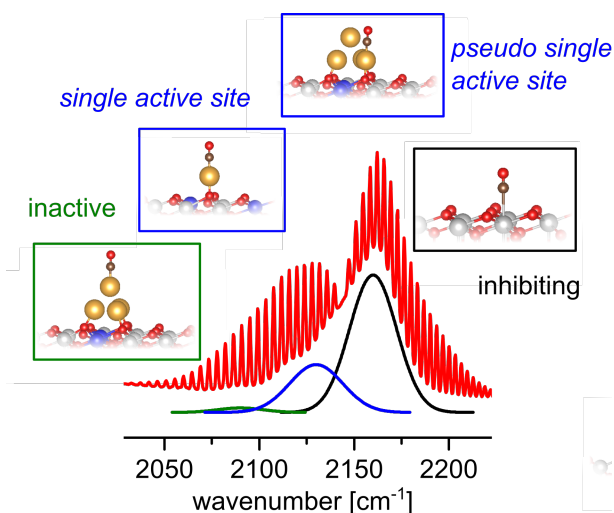 pseudo single
active site
single active site
inactive
inhibiting
2050 2100 2150 2200
wavenumber [cm⁻¹]